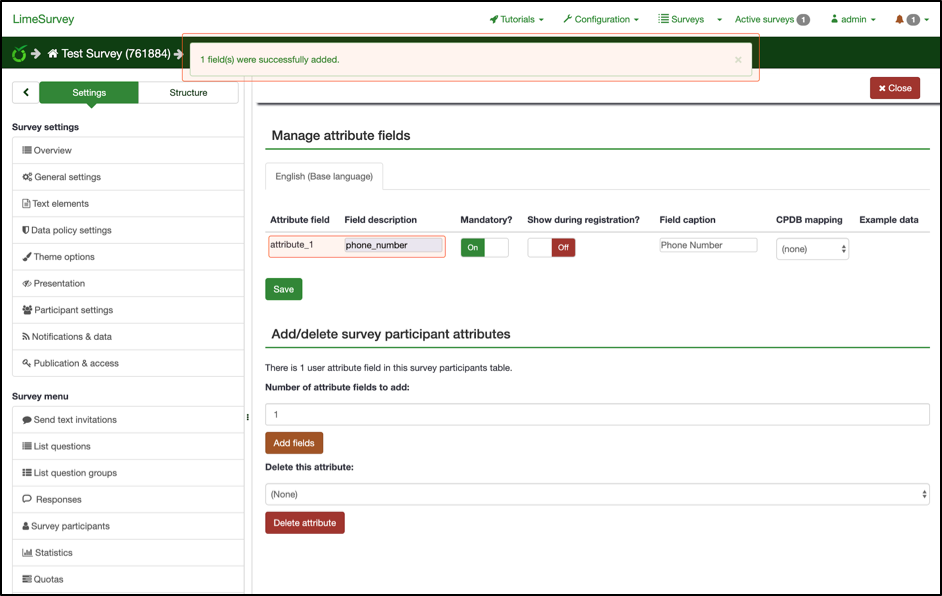 LimeSurvey
Tutorials
Configuration
Surveys
Active surveys 1
admin
1
Test Survey (761884)
1 field(s) were successfully added.
×
Settings
Structure
Close
Survey settings
Overview
General settings
Text elements
Data policy settings
Theme options
Presentation
Participant settings
Notifications & data
Publication & access
Survey menu
Send text invitations
List questions
List question groups
Responses
Survey participants
Statistics
Quotas
Manage attribute fields
English (Base language)
Attribute field Field description Mandatory? Show during registration? Field caption CPDB mapping Example data
attribute_1 phone_number On Off Phone Number (none)
Save
Add/delete survey participant attributes
There is 1 user attribute field in this survey participants table.
Number of attribute fields to add:
1
Add fields
Delete this attribute:
(None)
Delete attribute